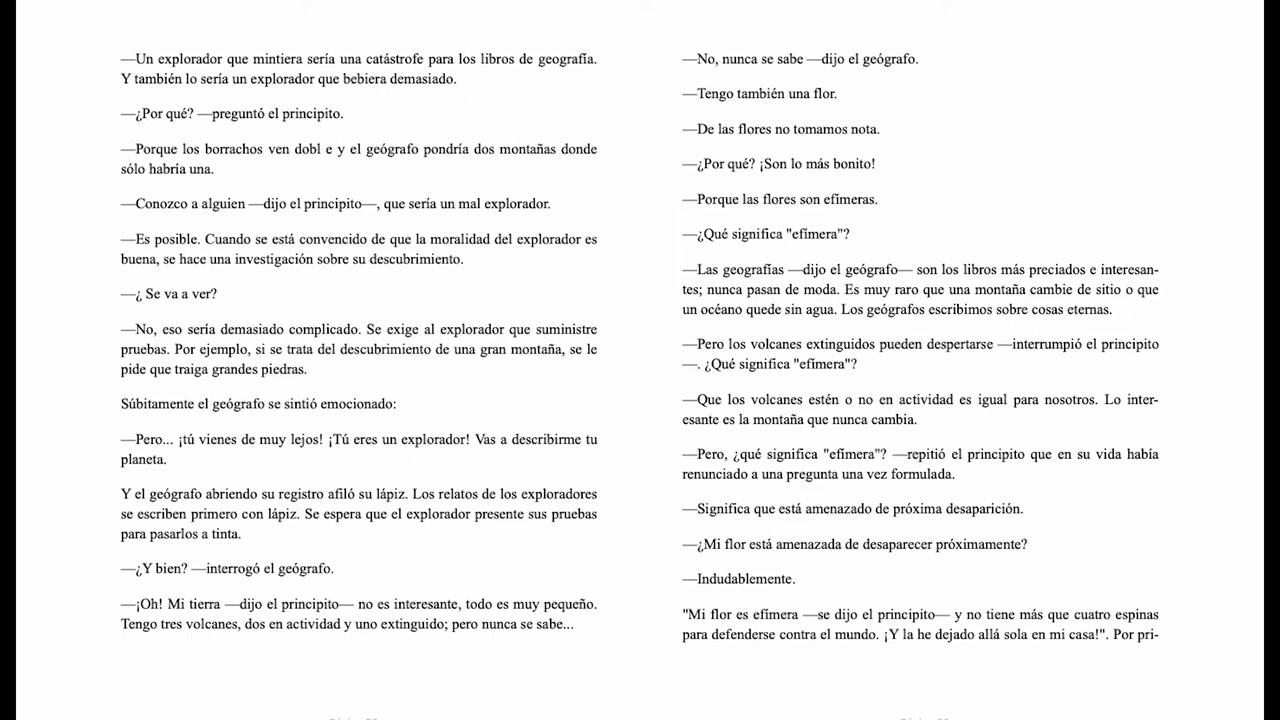 —Un explorador que mintiera sería una catástrofe para los libros de geografía.
Y también lo sería un explorador que bebiera demasiado.
—¿Por qué? —preguntó el principito.
—Porque los borrachos ven dobl e y el geógrafo pondría dos montañas donde
sólo habría una.
—Conozco a alguien —dijo el principito—, que sería un mal explorador.
—Es posible. Cuando se está convencido de que la moralidad del explorador es
buena, se hace una investigación sobre su descubrimiento.
—¿ Se va a ver?
—No, eso sería demasiado complicado. Se exige al explorador que suministre
pruebas. Por ejemplo, si se trata del descubrimiento de una gran montaña, se le
pide que traiga grandes piedras.
Súbitamente el geógrafo se sintió emocionado:
—Pero... ¡tú vienes de muy lejos! ¡Tú eres un explorador! Vas a describirme tu
planeta.
Y el geógrafo abriendo su registro afiló su lápiz. Los relatos de los exploradores
se escriben primero con lápiz. Se espera que el explorador presente sus pruebas
para pasarlos a tinta.
—¿Y bien? —interrogó el geógrafo.
—¡Oh! Mi tierra —dijo el principito— no es interesante, todo es muy pequeño.
Tengo tres volcanes, dos en actividad y uno extinguido; pero nunca se sabe...
—No, nunca se sabe —dijo el geógrafo.
—Tengo también una flor.
—De las flores no tomamos nota.
—¿Por qué? ¡Son lo más bonito!
—Porque las flores son efímeras.
—¿Qué significa "efímera"?
—Las geografías —dijo el geógrafo— son los libros más preciados e interesan-
tes; nunca pasan de moda. Es muy raro que una montaña cambie de sitio o que
un océano quede sin agua. Los geógrafos escribimos sobre cosas eternas.
—Pero los volcanes extinguidos pueden despertarse —interrumpió el principito
—. ¿Qué significa "efímera"?
—Que los volcanes estén o no en actividad es igual para nosotros. Lo inter-
esante es la montaña que nunca cambia.
—Pero, ¿qué significa "efímera"? —repitió el principito que en su vida había
renunciado a una pregunta una vez formulada.
—Significa que está amenazado de próxima desaparición.
—¿Mi flor está amenazada de desaparecer próximamente?
—Indudablemente.
"Mi flor es efímera —se dijo el principito— y no tiene más que cuatro espinas
para defenderse contra el mundo. ¡Y la he dejado allá sola en mi casa!". Por pri-